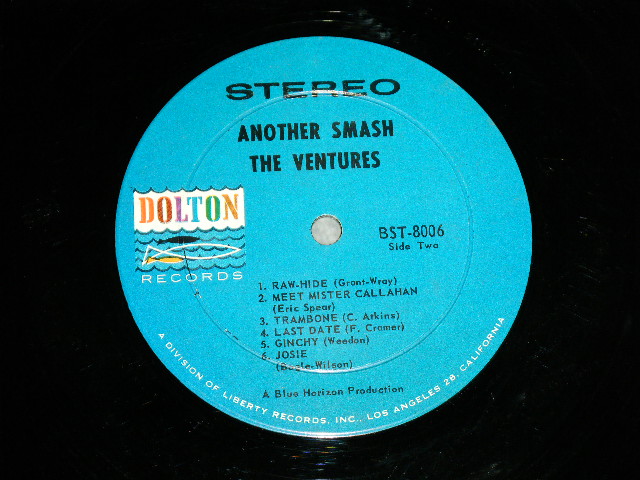 STEREO
ANOTHER SMASH
THE VENTURES
DOLTON
RECORDS
BST-8006
Side Two
1. RAW-HIDE (Grant-Wray)
2. MEET MISTER CALLAHAN
(Eric Spear)
3. TRAMBONE (C. Atkins)
4. LAST DATE (F. Cramer)
5. GINCHY (Weedon)
6. JOSIE
(Bogle-Wilson)
A Blue Horizon Production
A DIVISION OF LIBERTY RECORDS, INC., LOS ANGELES 28, CALIFORNIA